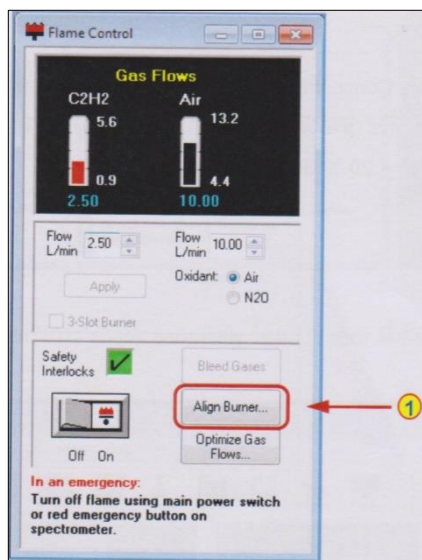 Flame Control
Gas Flows
C2H2 Air
5.6 13.2
0.9 4.4
2.50 10.00
Flow L/min 2.50 Flow L/min 10.00
Apply Oxidant: Air
N2O
3-Slot Burner
Safety Interlocks Bleed Gases
Align Burner... 1
Optimize Gas Flows...
Off On
In an emergency:
Turn off flame using main power switch
or red emergency button on
spectrometer.